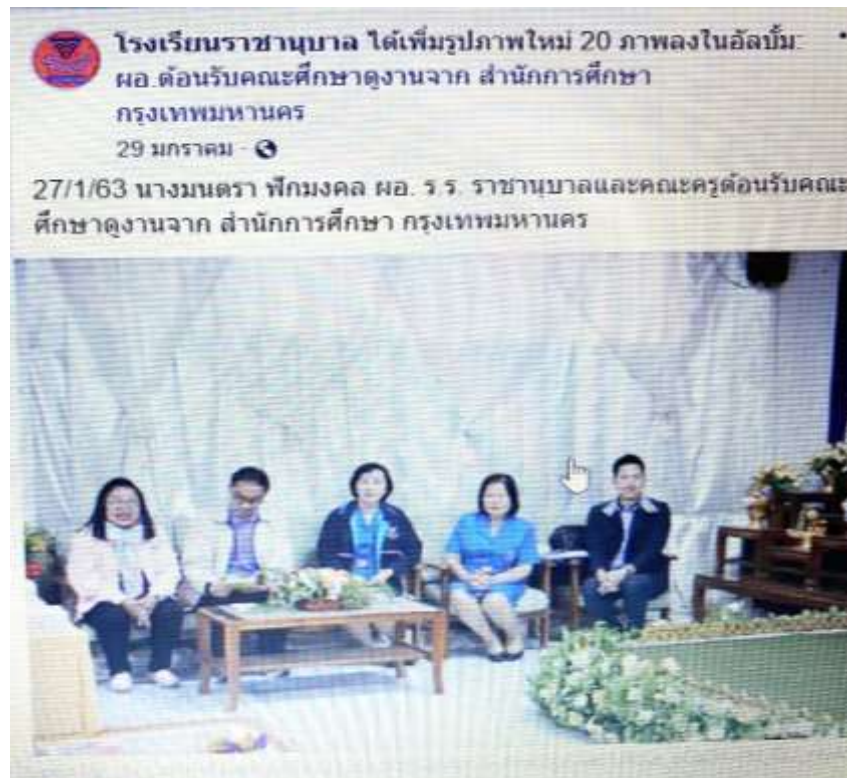 โรงเรียนราชานุบาล ได้เพิ่มรูปภาพใหม่ 20 ภาพลงในอัลบั้ม:
ผอ.ต้อนรับคณะศึกษาดูงานจาก สำนักการศึกษา
กรุงเทพมหานคร
29 มกราคม ·
27/1/63 นางมนตรา ฟักมงคล ผอ. ร.ร. ราชานุบาลและคณะครูต้อนรับคณะ
ศึกษาดูงานจาก สำนักการศึกษา กรุงเทพมหานคร